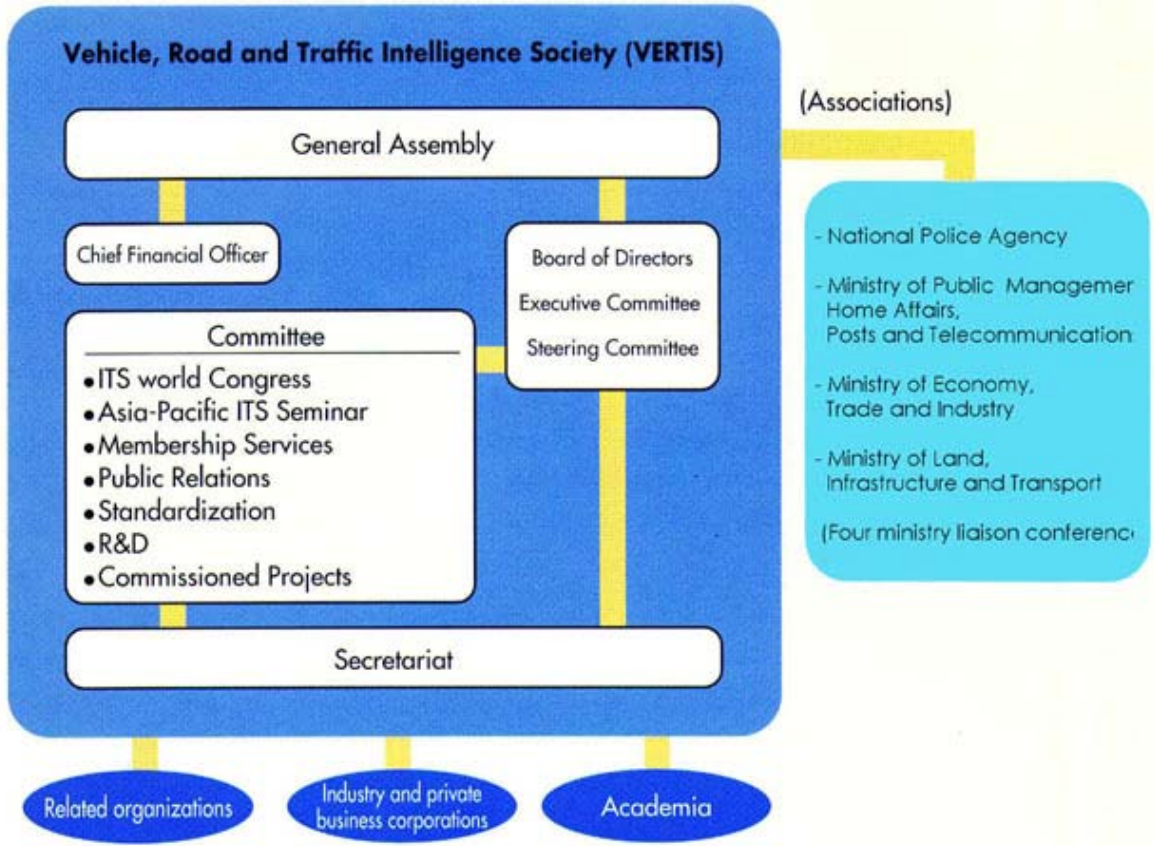 Vehicle, Road and Traffic Intelligence Society (VERTIS)
General Assembly
Chief Financial Officer
Board of Directors
Executive Committee
Steering Committee
Committee
•ITS world Congress
•Asia-Pacific ITS Seminar
•Membership Services
•Public Relations
•Standardization
•R&D
•Commissioned Projects
Secretariat
(Associations)
- National Police Agency
- Ministry of Public Managemer
Home Affairs,
Posts and Telecommunication
- Ministry of Economy,
Trade and Industry
- Ministry of Land,
Infrastructure and Transport
(Four ministry liaison conferenc
Related organizations
Industry and private
business corporations
Academia